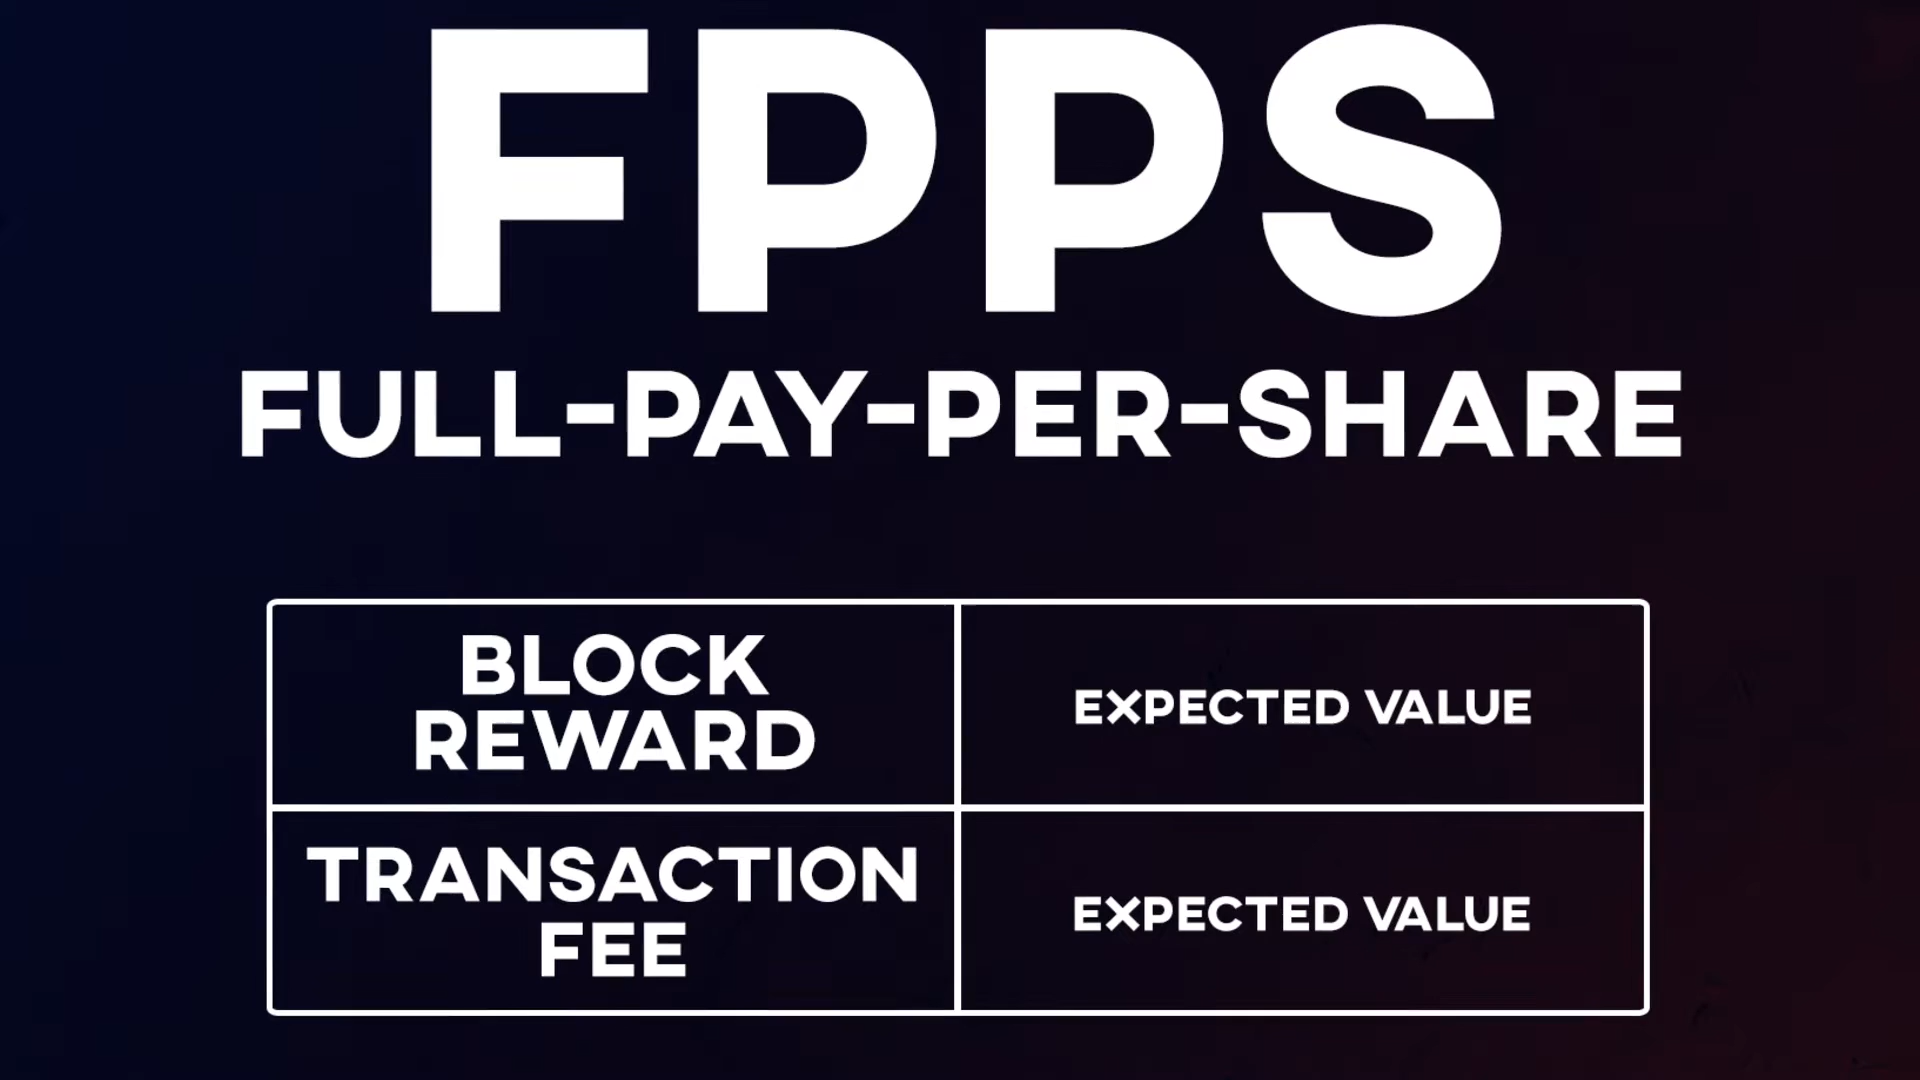 FPPS
FULL-PAY-PER-SHARE
BLOCK
REWARD
EXPECTED VALUE
TRANSACTION
FEE
EXPECTED VALUE